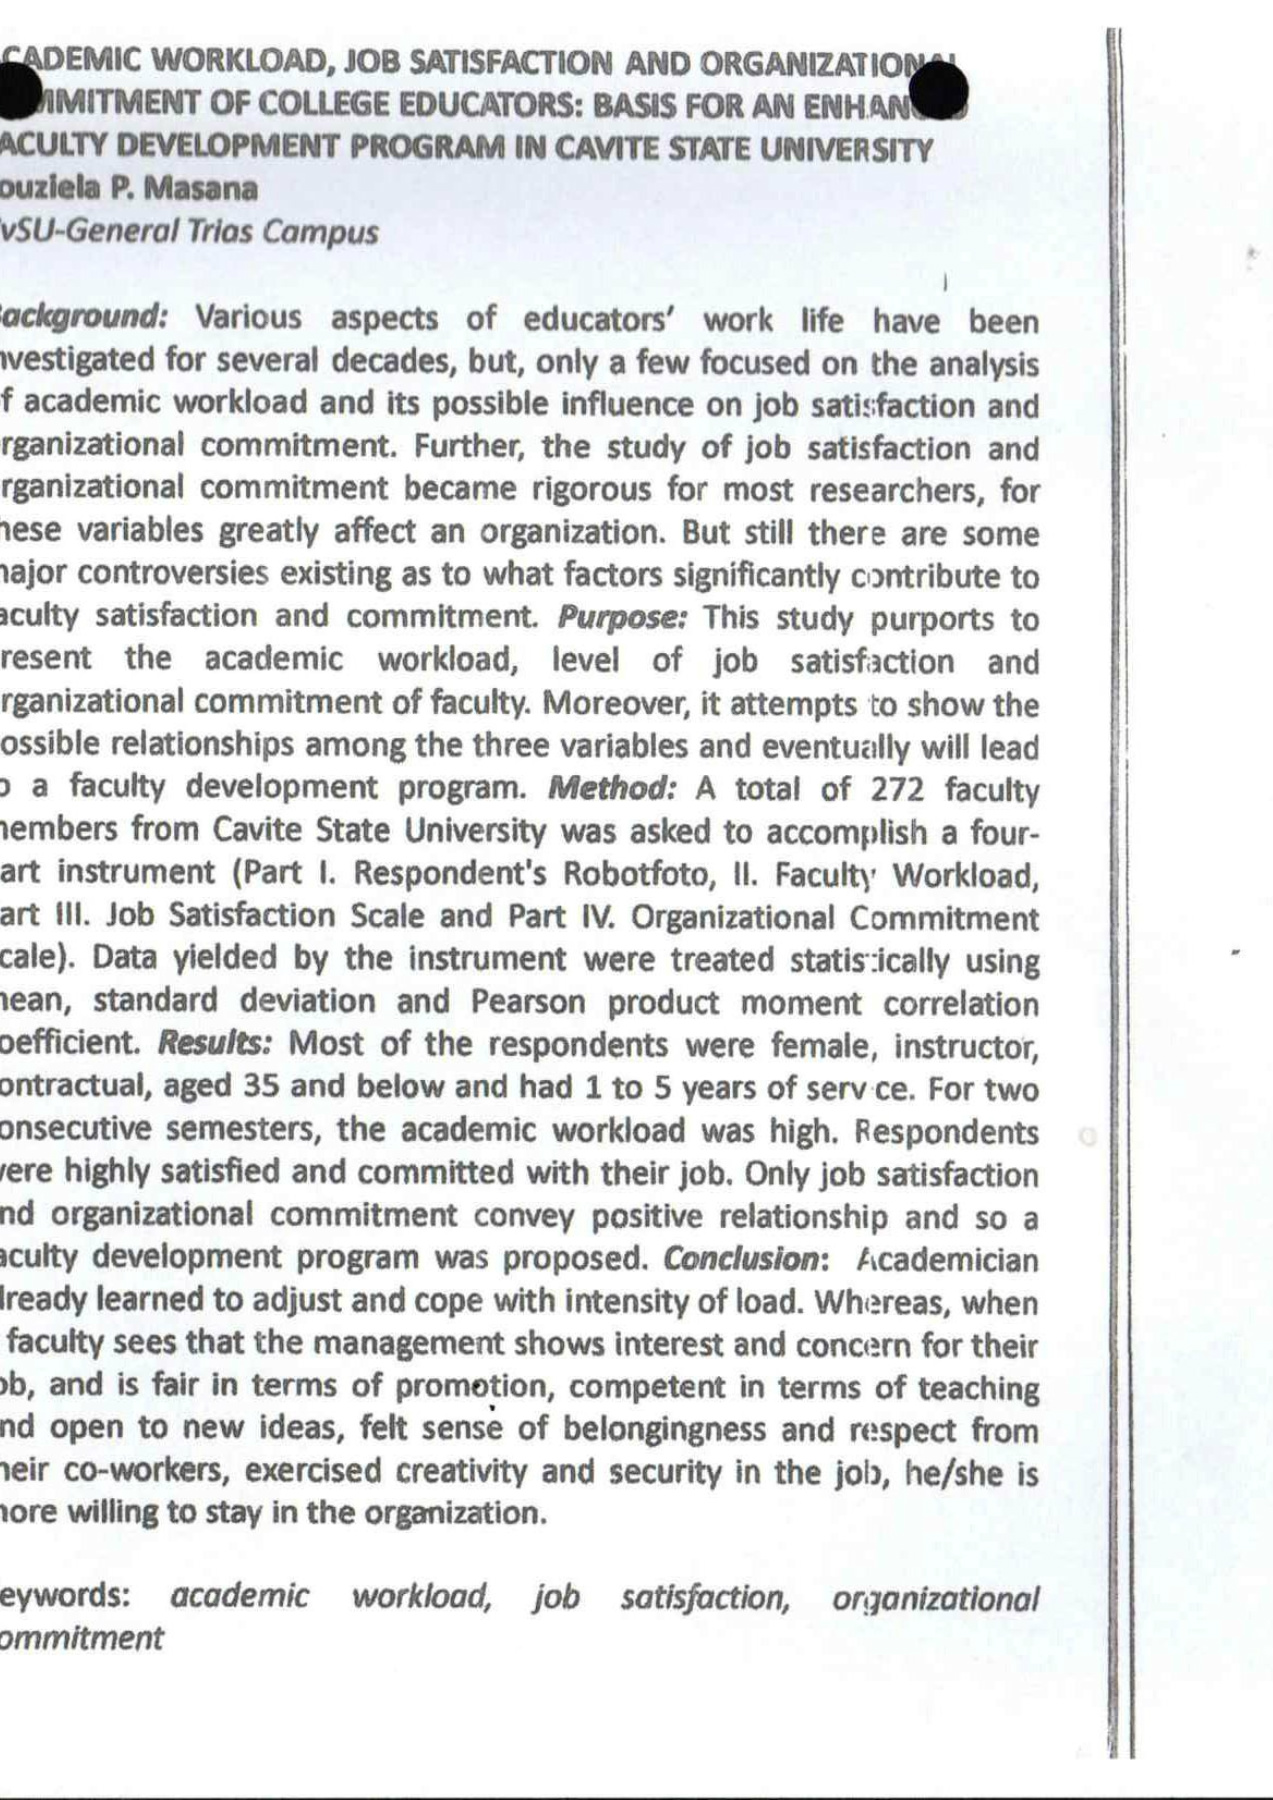 CADEMIC WORKLOAD, JOB SATISFACTION AND ORGANIZATIONAL
MMITMENT OF COLLEGE EDUCATORS: BASIS FOR AN ENHAN
ACULTY DEVELOPMENT PROGRAM IN CAVITE STATE UNIVERSITY
ouziela P. Masana
vSU-General Trias Campus
ackground: Various aspects of educators' work life have been
nvestigated for several decades, but, only a few focused on the analysis
f academic workload and its possible influence on job satisfaction and
rganizational commitment. Further, the study of job satisfaction and
rganizational commitment became rigorous for most researchers, for
hese variables greatly affect an organization. But still there are some
najor controversies existing as to what factors significantly contribute to
aculty satisfaction and commitment. Purpose: This study purports to
resent the academic workload, level of job satisfaction and
rganizational commitment of faculty. Moreover, it attempts to show the
ossible relationships among the three variables and eventually will lead
o a faculty development program. Method: A total of 272 faculty
nembers from Cavite State University was asked to accomplish a four-
art instrument (Part I. Respondent's Robotfoto, II. Faculty Workload,
art III. Job Satisfaction Scale and Part IV. Organizational Commitment
cale). Data yielded by the instrument were treated statistically using
nean, standard deviation and Pearson product moment correlation
oefficient. Results: Most of the respondents were female, instructor,
ontractual, aged 35 and below and had 1 to 5 years of service. For two
onsecutive semesters, the academic workload was high. Respondents
vere highly satisfied and committed with their job. Only job satisfaction
nd organizational commitment convey positive relationship and so a
aculty development program was proposed. Conclusion: Academician
lready learned to adjust and cope with intensity of load. Whereas, when
faculty sees that the management shows interest and concern for their
ob, and is fair in terms of promotion, competent in terms of teaching
nd open to new ideas, felt sense of belongingness and respect from
heir co-workers, exercised creativity and security in the job, he/she is
nore willing to stay in the organization.
eywords: academic workload, job satisfaction, organizational
ommitment